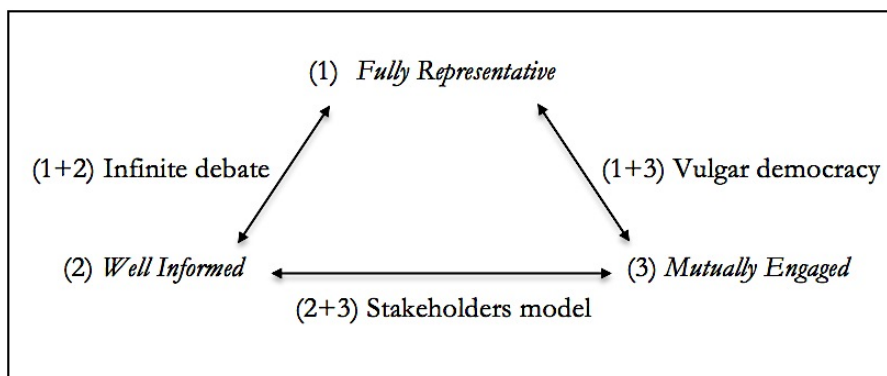 (1) Fully Representative
(1+2) Infinite debate
(1+3) Vulgar democracy
(2) Well Informed
(3) Mutually Engaged
(2+3) Stakeholders model